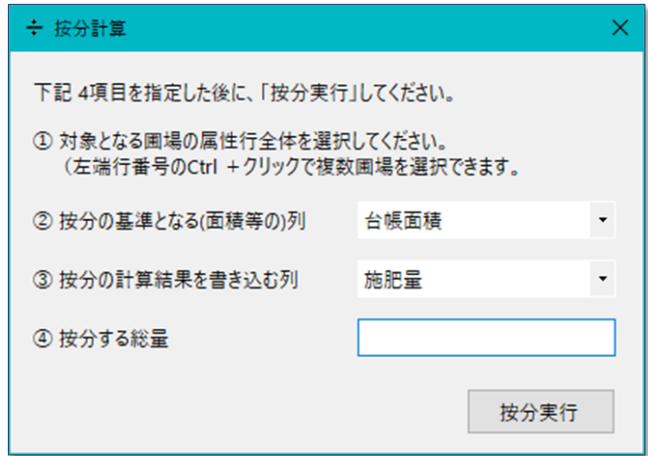 按分計算
下記 4項目を指定した後に、「按分実行」してください。
① 対象となる圃場の属性行全体を選択してください。
（左端行番号のCtrl +クリックで複数圃場を選択できます。
② 按分の基準となる(面積等の)列 台帳面積
③ 按分の計算結果を書き込む列 施肥量
④ 按分する総量
按分実行